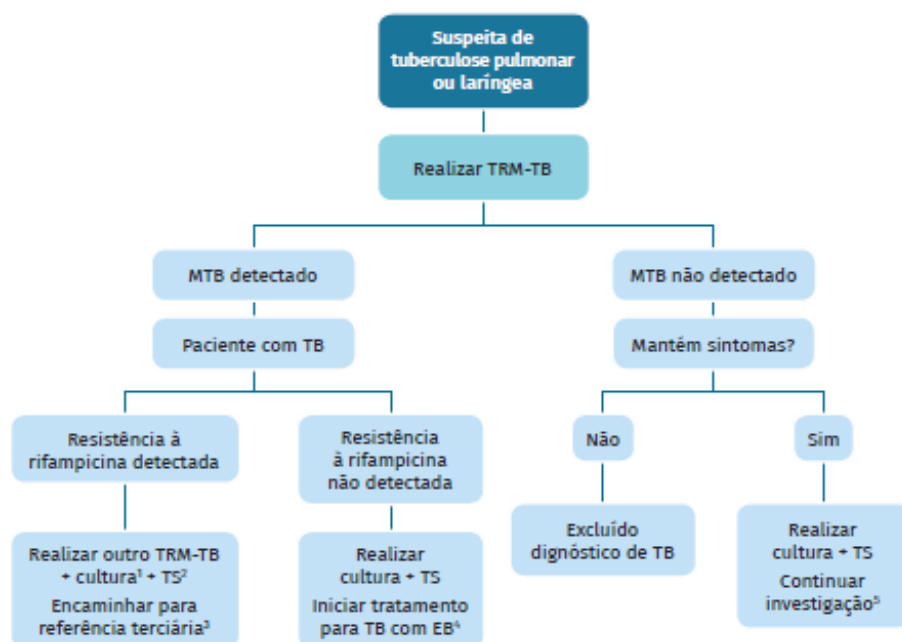 Suspeita de
tuberculose pulmonar
ou laríngea
Realizar TRM-TB
MTB detectado
MTB não detectado
Paciente com TB
Mantém sintomas?
Resistência à
rifampicina detectada
Resistência
à rifampicina
não detectada
Não
Sim
Realizar outro TRM-TB
+ cultura¹ + TS²
Encaminhar para
referência terciária³
Realizar
cultura + TS
Iniciar tratamento
para TB com EB⁴
Excluído
dignóstico de TB
Realizar
cultura + TS
Continuar
investigação⁵